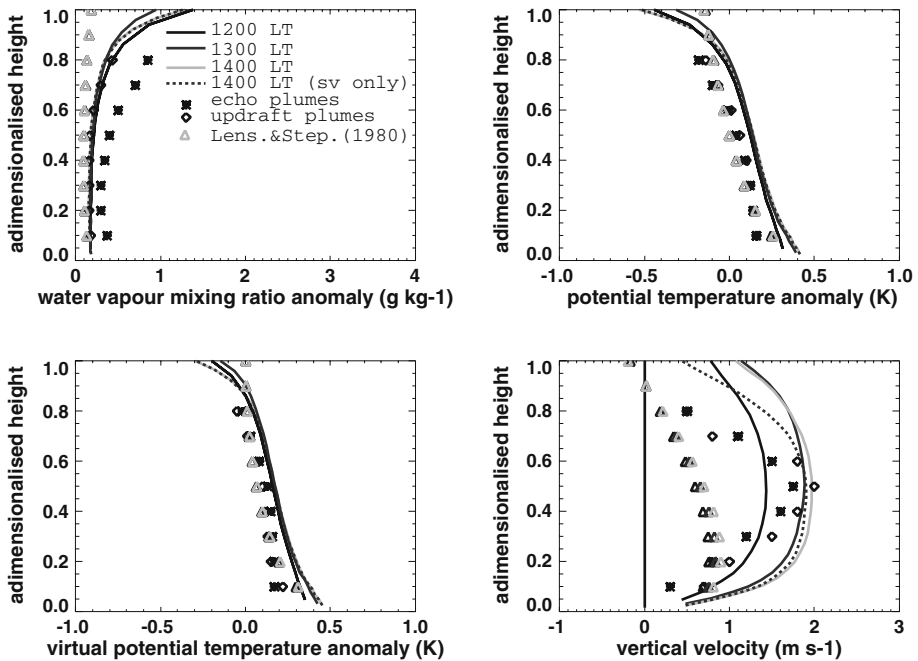 1.0
0.8
0.6
0.4
0.2
0.0
adimensionalised height
1200 LT
1300 LT
1400 LT
1400 LT (sv only)
echo plumes
updraft plumes
Lens.&Step.(1980)
0 1 2 3 4
water vapour mixing ratio anomaly (g kg-1)
1.0
0.8
0.6
0.4
0.2
0.0
adimensionalised height
-1.0 -0.5 0.0 0.5 1.0
potential temperature anomaly (K)
1.0
0.8
0.6
0.4
0.2
0.0
adimensionalised height
-1.0 -0.5 0.0 0.5 1.0
virtual potential temperature anomaly (K)
1.0
0.8
0.6
0.4
0.2
0.0
adimensionalised height
-1 0 1 2 3
vertical velocity (m s-1)